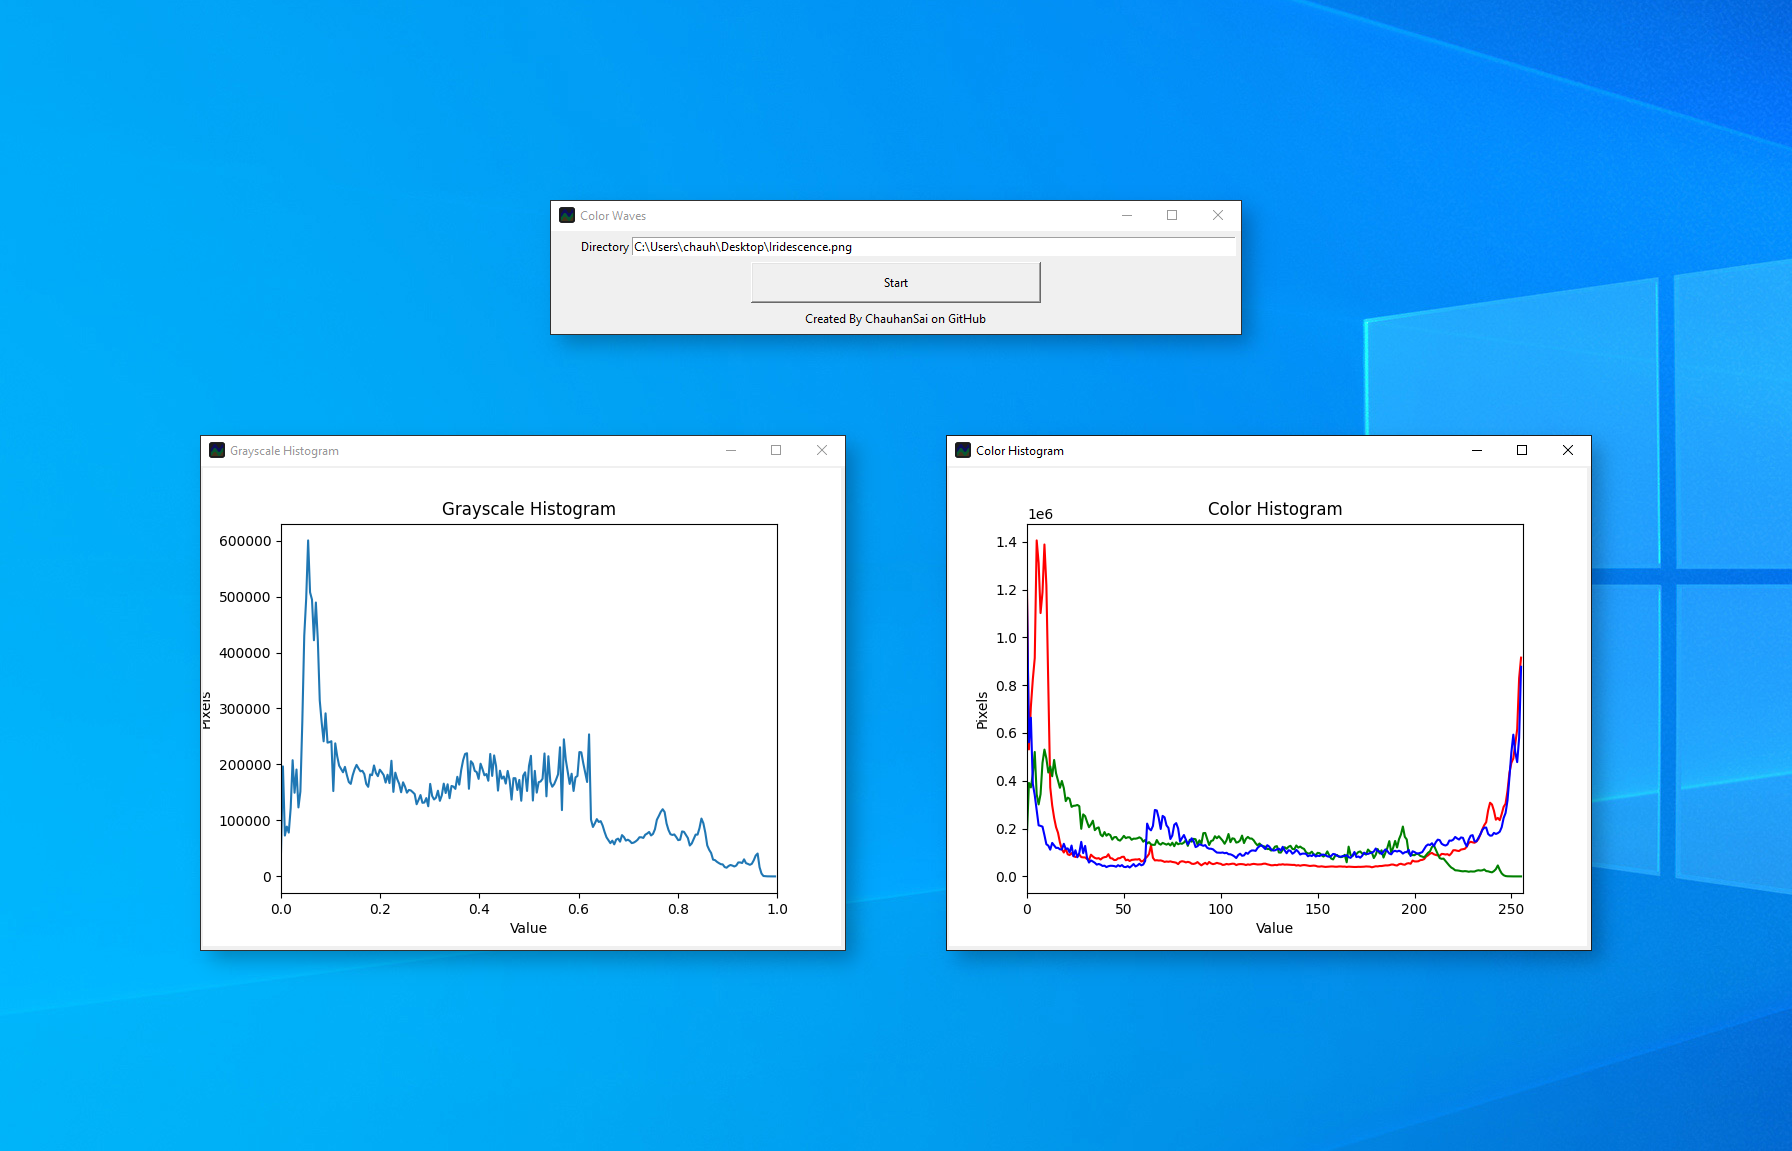 Color Waves
Directory C:\Users\chauh\Desktop\Iridescence.png
Start
Created By ChauhanSai on GitHub
Grayscale Histogram
Grayscale Histogram
600000
500000
400000
300000
200000
100000
0
Pixels
0.0 0.2 0.4 0.6 0.8 1.0
Value
Color Histogram
Color Histogram
1e6
1.4
1.2
1.0
0.8
0.6
0.4
0.2
0.0
Pixels
0 50 100 150 200 250
Value